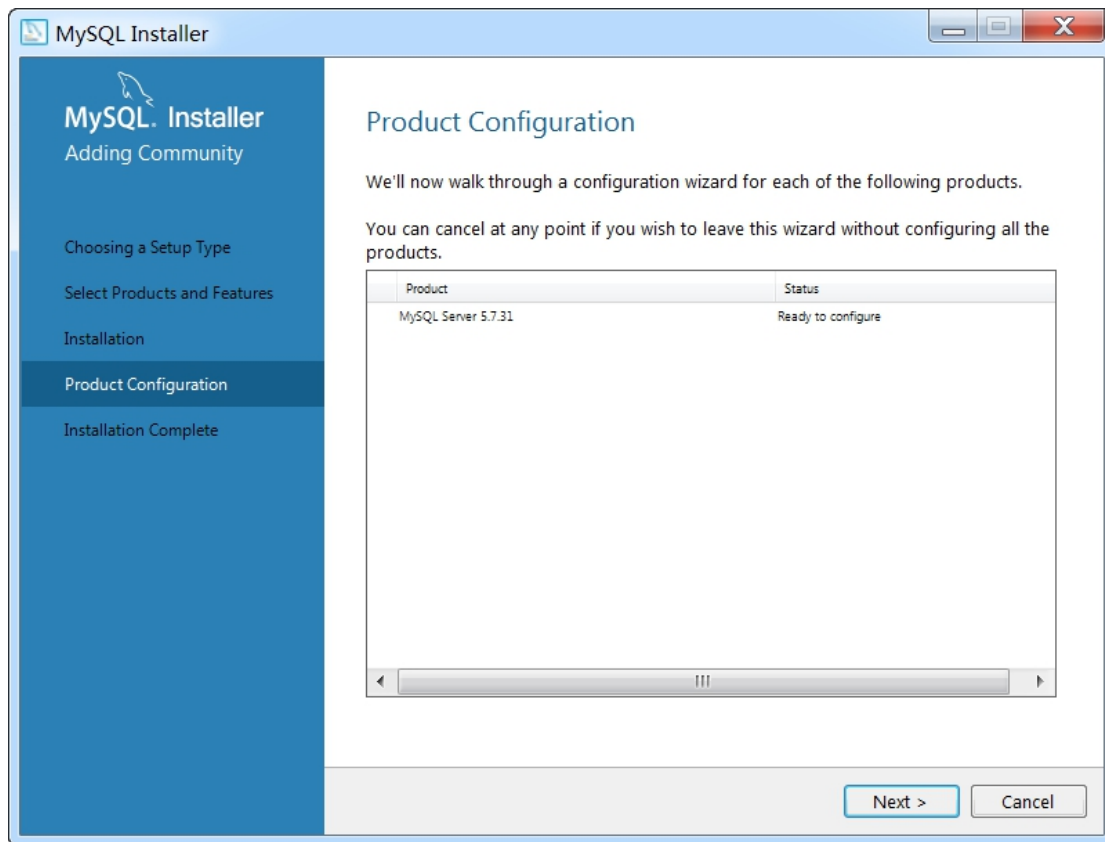 MySQL Installer
MySQL. Installer
Adding Community
Choosing a Setup Type
Select Products and Features
Installation
Product Configuration
Installation Complete
Product Configuration
We'll now walk through a configuration wizard for each of the following products.
You can cancel at any point if you wish to leave this wizard without configuring all the
products.
Product Status
MySQL Server 5.7.31 Ready to configure
Next > Cancel